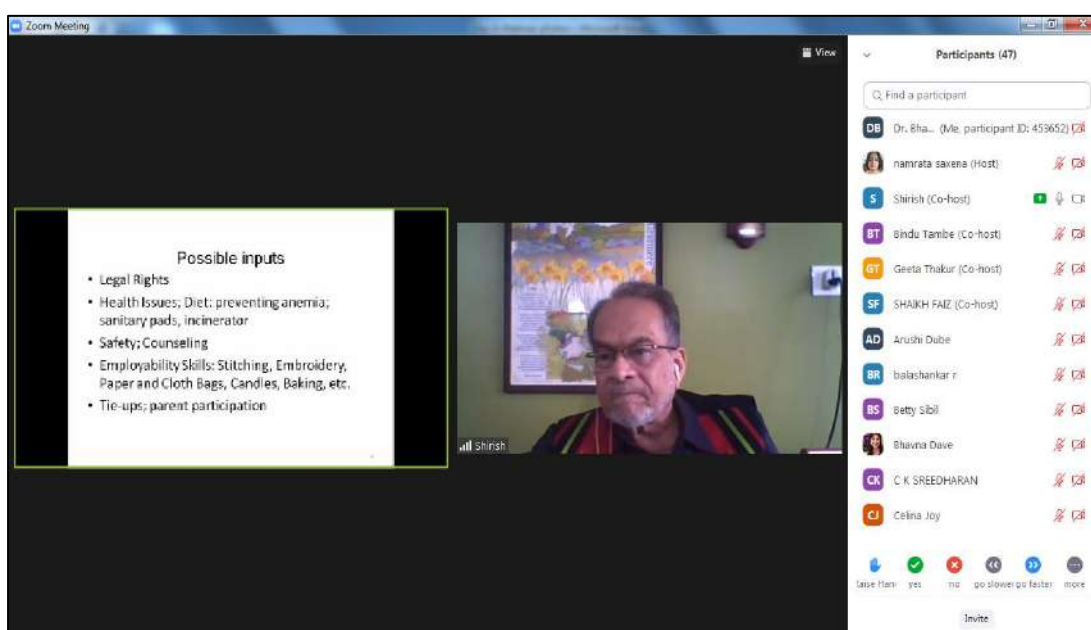 Zoom Meeting
View
Possible inputs
• Legal Rights
• Health Issues; Diet: preventing anemia;
sanitary pads, incinerator
• Safety; Counseling
• Employability Skills: Stitching, Embroidery,
Paper and Cloth Bags, Candles, Baking, etc.
• Tie-ups; parent participation
Shirish
Participants (47)
Find a participant
DB Dr. Bha... (Me, participant ID: 453652)
namrata saxena (Host)
S Shirish (Co-host)
BT Bindu Tambe (Co-host)
GT Geeta Thakur (Co-host)
SF SHAIKH FAIZ (Co-host)
AD Arushi Dube
BR balashankar r
BS Betty Sibil
Bhavna Dave
CK C K SREEDHARAN
CJ Celina Joy
yes
no
go slower
go faster
more
Invite